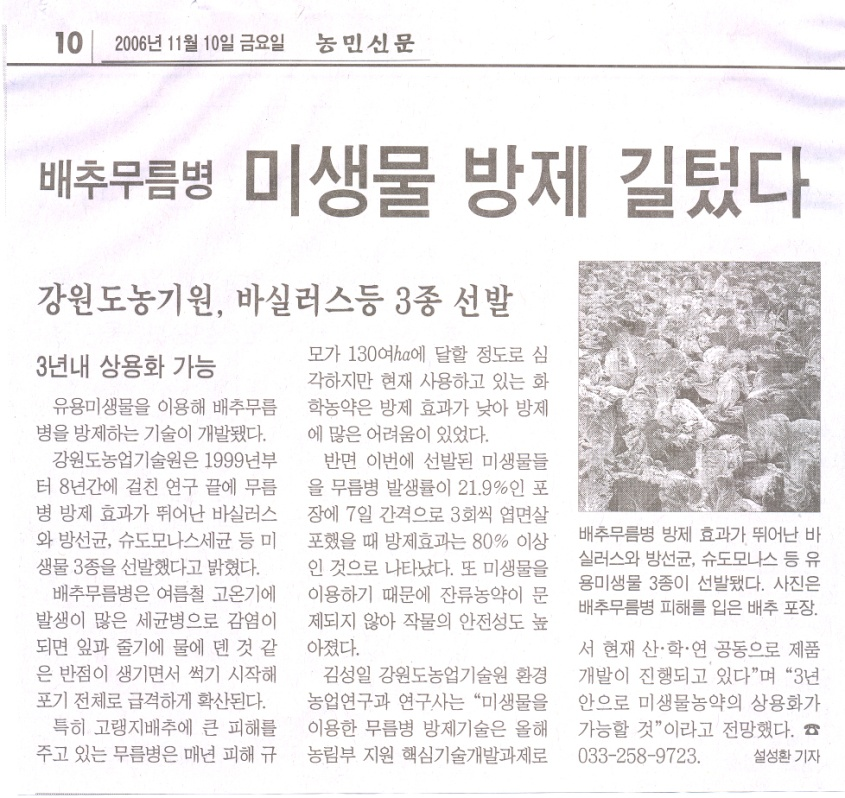 10 2006년 11월 10일 금요일 농민신문
배추무름병 미생물 방제 길텄다
강원도농기원, 바실러스등 3종 선발
3년내 상용화 가능
유용미생물을 이용해 배추무름
병을 방제하는 기술이 개발됐다.
강원도농업기술원은 1999년부
터 8년간에 걸친 연구 끝에 무름
병 방제 효과가 뛰어난 바실러스
와 방선균, 슈도모나스세균 등 미
생물 3종을 선발했다고 밝혔다.
배추무름병은 여름철 고온기에
발생이 많은 세균병으로 감염이
되면 잎과 줄기에 물에 덴 것 같
은 반점이 생기면서 썩기 시작해
포기 전체로 급격하게 확산된다.
특히 고랭지배추에 큰 피해를
주고 있는 무름병은 매년 피해 규
모가 130여ha에 달할 정도로 심
각하지만 현재 사용하고 있는 화
학농약은 방제 효과가 낮아 방제
에 많은 어려움이 있었다.
반면 이번에 선발된 미생물들
을 무름병 발생률이 21.9%인 포
장에 7일 간격으로 3회씩 엽면살
포했을 때 방제효과는 80% 이상
인 것으로 나타났다. 또 미생물을
이용하기 때문에 잔류농약이 문
제되지 않아 작물의 안전성도 높
아졌다.
김성일 강원도농업기술원 환경
농업연구과 연구사는 “미생물을
이용한 무름병 방제기술은 올해
농림부 지원 핵심기술개발과제로
배추무름병 방제 효과가 뛰어난 바
실러스와 방선균, 슈도모나스 등 유
용미생물 3종이 선발됐다. 사진은
배추무름병 피해를 입은 배추 포장.
서 현재 산·학·연 공동으로 제품
개발이 진행되고 있다”며 “3년
안으로 미생물농약의 상용화가
가능할 것”이라고 전망했다. ☎
033-258-9723. 설성환 기자